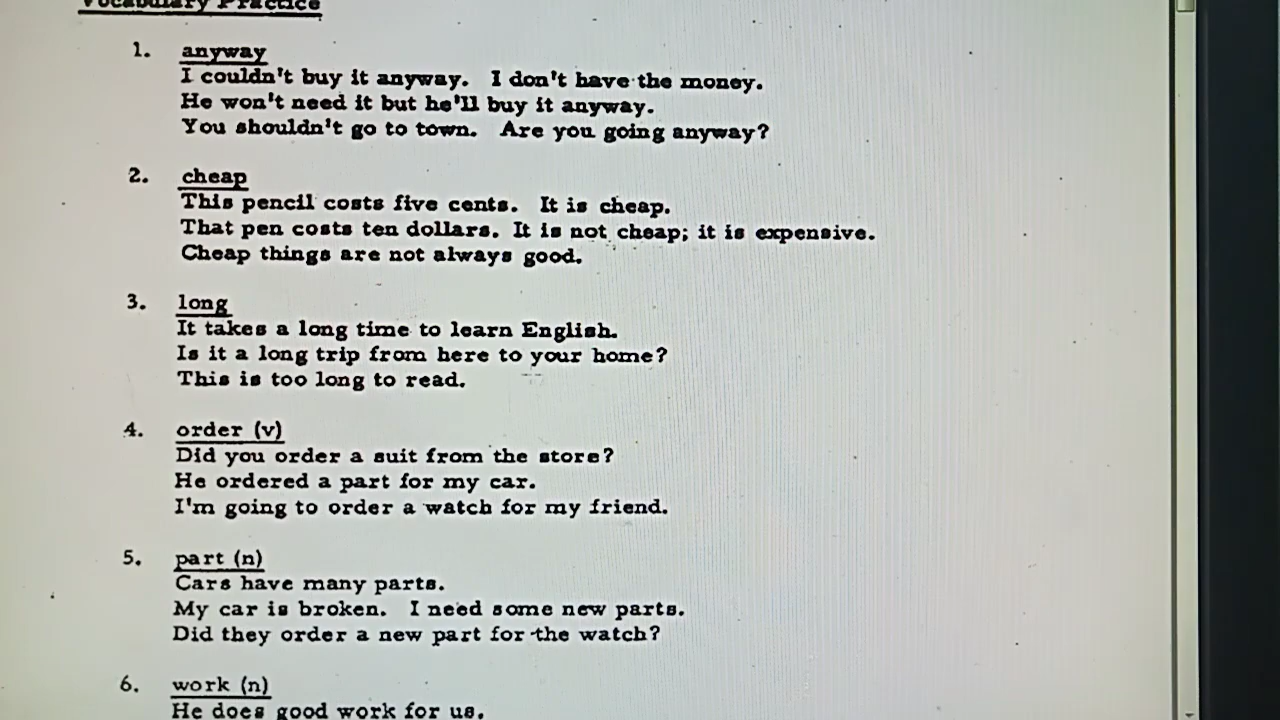 Vocabulary Practice
1. anyway
I couldn't buy it anyway. I don't have the money.
He won't need it but he'll buy it anyway.
You shouldn't go to town. Are you going anyway?
2. cheap
This pencil costs five cents. It is cheap.
That pen costs ten dollars. It is not cheap; it is expensive.
Cheap things are not always good.
3. long
It takes a long time to learn English.
Is it a long trip from here to your home?
This is too long to read.
4. order (v)
Did you order a suit from the store?
He ordered a part for my car.
I'm going to order a watch for my friend.
5. part (n)
Cars have many parts.
My car is broken. I need some new parts.
Did they order a new part for the watch?
6. work (n)
He does good work for us.